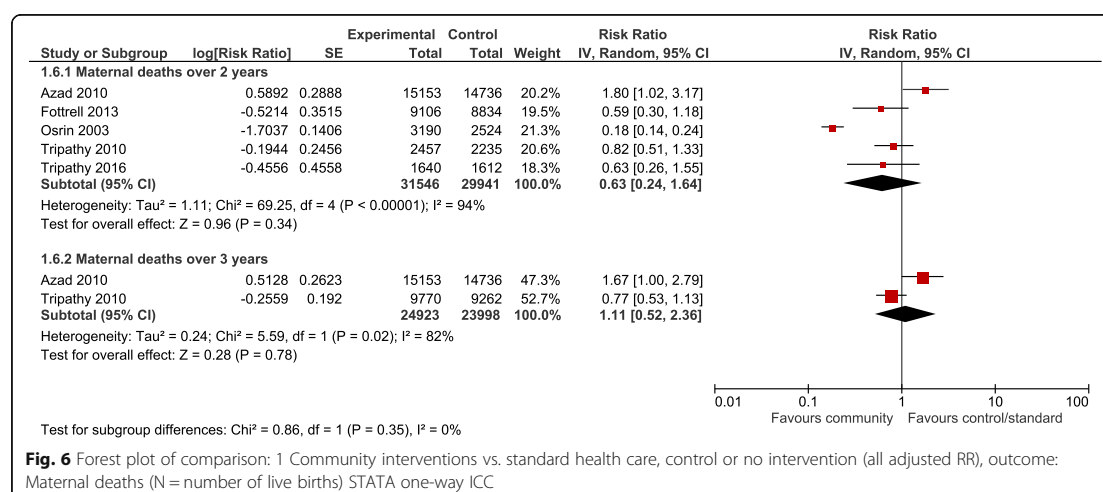 Experimental Control Risk Ratio Risk Ratio
Study or Subgroup log[Risk Ratio] SE Total Total Weight IV, Random, 95% CI IV, Random, 95% CI
1.6.1 Maternal deaths over 2 years
Azad 2010 0.5892 0.2888 15153 14736 20.2% 1.80 [1.02, 3.17]
Fottrell 2013 -0.5214 0.3515 9106 8834 19.5% 0.59 [0.30, 1.18]
Osrin 2003 -1.7037 0.1406 3190 2524 21.3% 0.18 [0.14, 0.24]
Tripathy 2010 -0.1944 0.2456 2457 2235 20.6% 0.82 [0.51, 1.33]
Tripathy 2016 -0.4556 0.4558 1640 1612 18.3% 0.63 [0.26, 1.55]
Subtotal (95% CI) 31546 29941 100.0% 0.63 [0.24, 1.64]
Heterogeneity: Tau² = 1.11; Chi² = 69.25, df = 4 (P < 0.00001); I² = 94%
Test for overall effect: Z = 0.96 (P = 0.34)
1.6.2 Maternal deaths over 3 years
Azad 2010 0.5128 0.2623 15153 14736 47.3% 1.67 [1.00, 2.79]
Tripathy 2010 -0.2559 0.192 9770 9262 52.7% 0.77 [0.53, 1.13]
Subtotal (95% CI) 24923 23998 100.0% 1.11 [0.52, 2.36]
Heterogeneity: Tau² = 0.24; Chi² = 5.59, df = 1 (P = 0.02); I² = 82%
Test for overall effect: Z = 0.28 (P = 0.78)
0.01 0.1 1 10 100
Favours community Favours control/standard
Test for subgroup differences: Chi² = 0.86, df = 1 (P = 0.35), I² = 0%
Fig. 6 Forest plot of comparison: 1 Community interventions vs. standard health care, control or no intervention (all adjusted RR), outcome:
Maternal deaths (N = number of live births) STATA one-way ICC